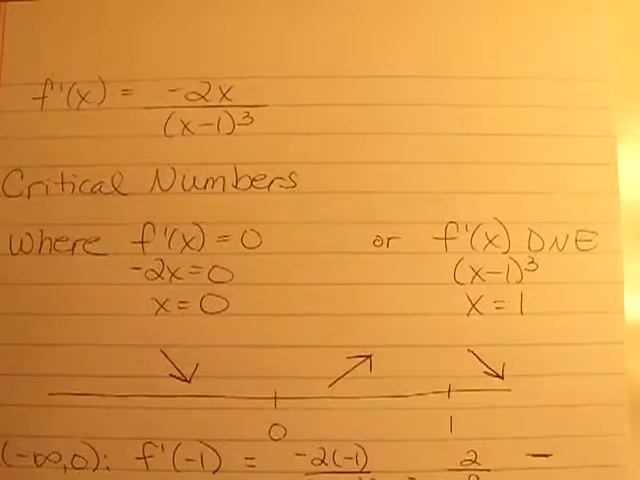 f'(x) = -2x
(x-1)³
Critical Numbers
Where f'(x) = 0 or f'(x) DNE
-2x=0 (x-1)³
x=0 x=1
0 1
(-∞,0): f'(-1) = -2(-1) 2 −